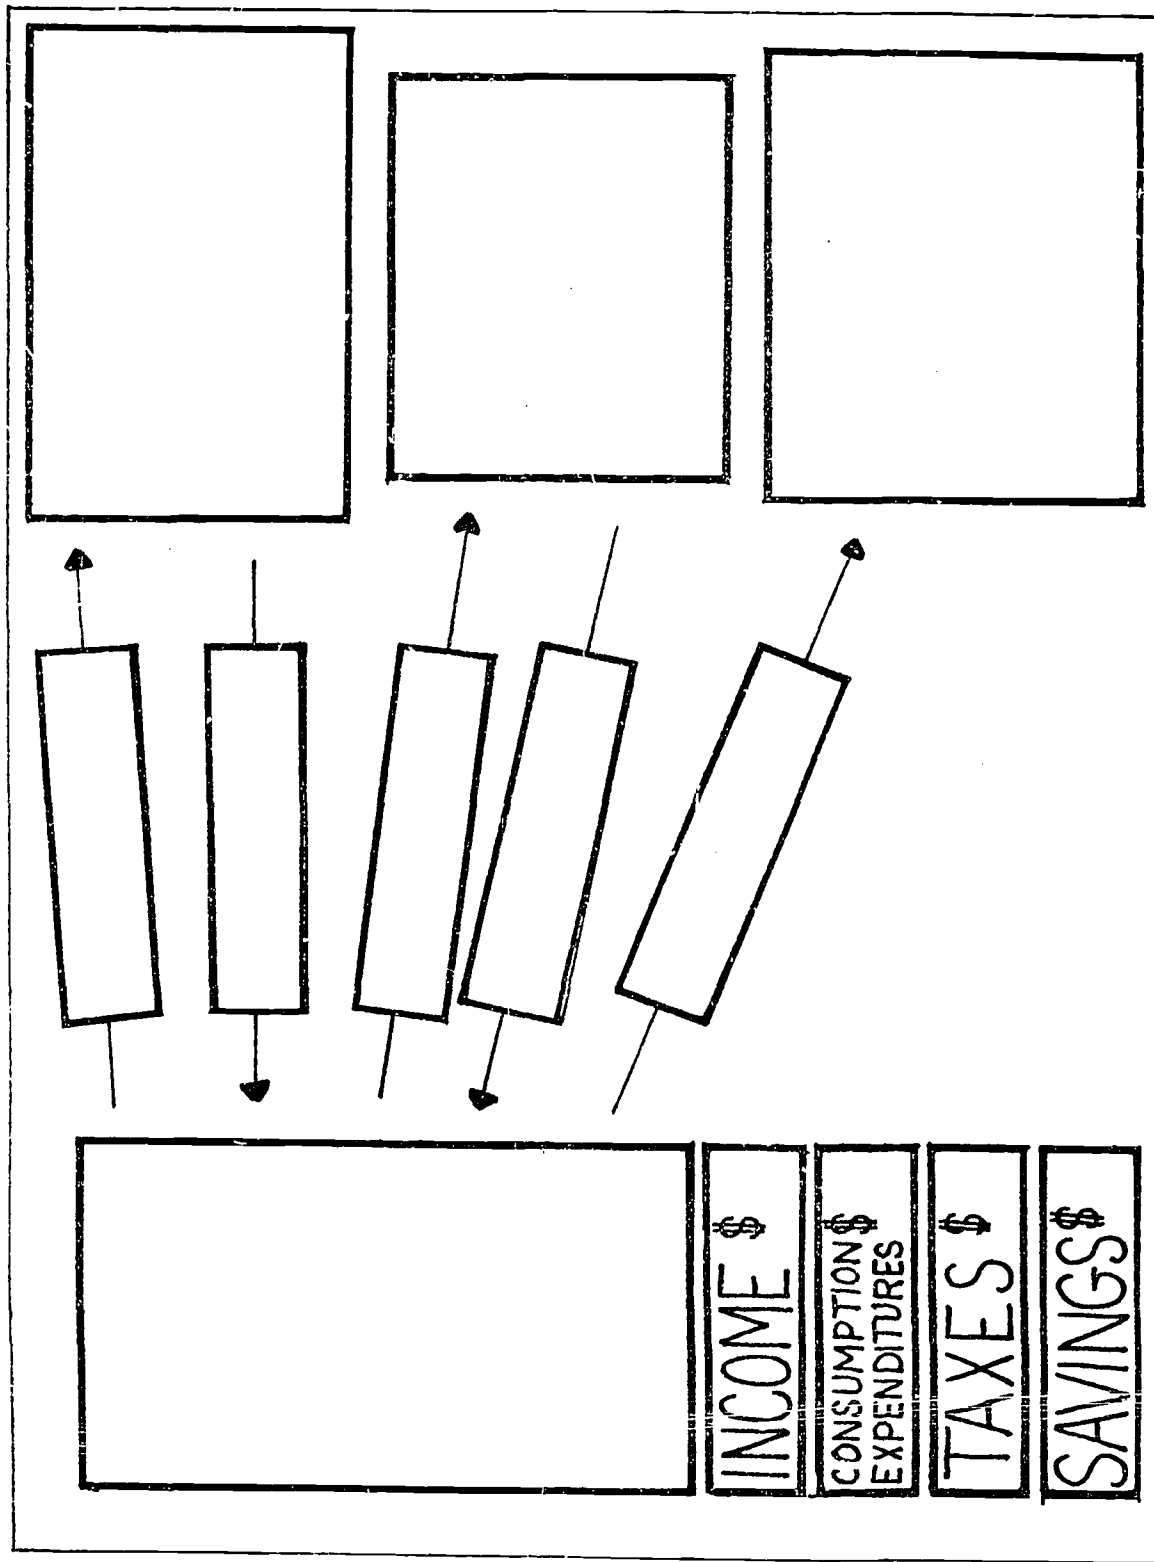 INCOME $
CONSUMPTION $
EXPENDITURES
TAXES $
SAVINGS $